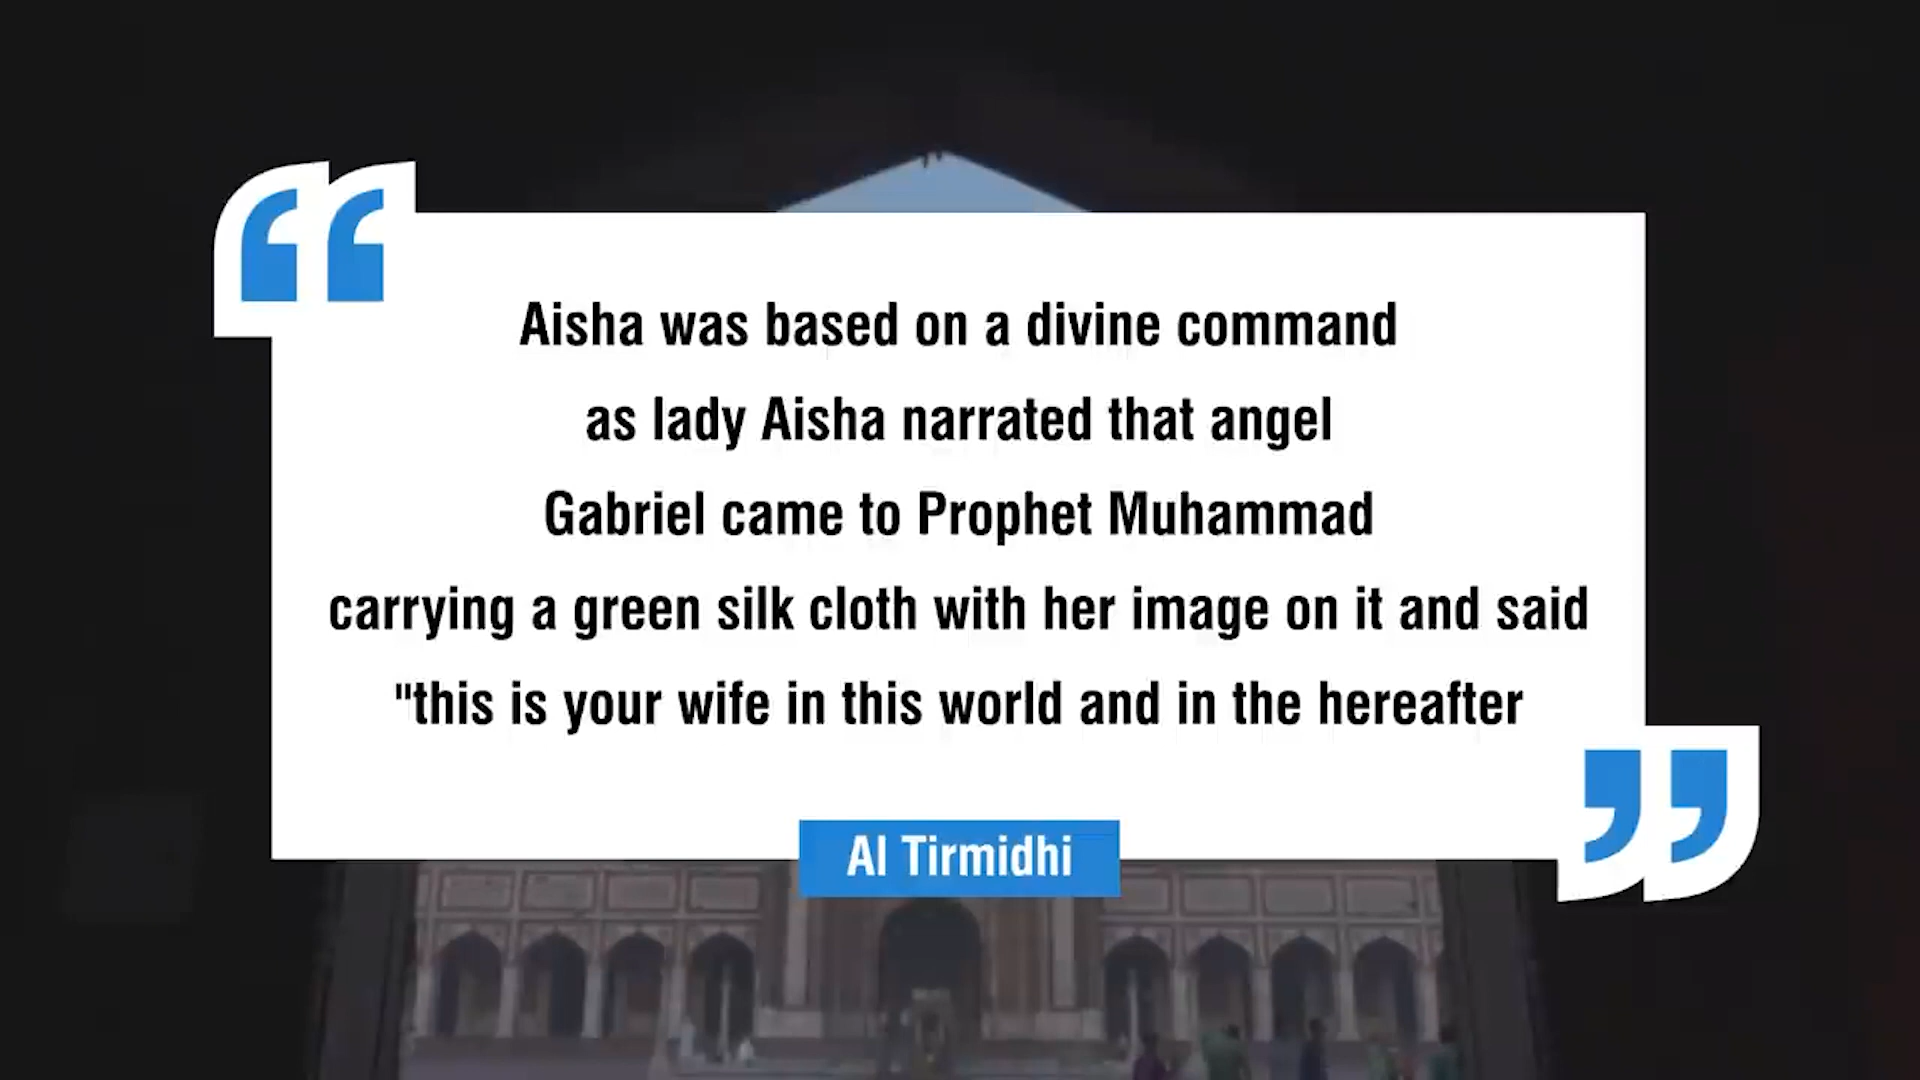 Aisha was based on a divine command
as lady Aisha narrated that angel
Gabriel came to Prophet Muhammad
carrying a green silk cloth with her image on it and said
"this is your wife in this world and in the hereafter
Al Tirmidhi